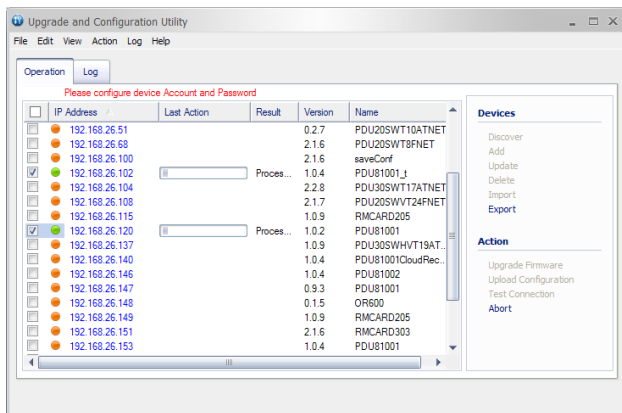 Upgrade and Configuration Utility
File Edit View Action Log Help
Operation Log
Please configure device Account and Password
IP Address Last Action Result Version Name
192.168.26.51 0.2.7 PDU20SWT10ATNET
192.168.26.68 2.1.6 PDU20SWT8FNET
192.168.26.100 2.1.6 saveConf
192.168.26.102 Proces... 1.0.4 PDU81001_t
192.168.26.104 2.2.8 PDU30SWT17ATNET
192.168.26.108 2.1.7 PDU20SWVT24FNET
192.168.26.115 1.0.9 RMCARD205
192.168.26.120 Proces... 1.0.2 PDU81001
192.168.26.137 1.0.9 PDU30SWHVT19AT...
192.168.26.140 1.0.4 PDU81001CloudRec...
192.168.26.146 1.0.4 PDU81002
192.168.26.147 0.9.3 PDU81001
192.168.26.148 0.1.5 OR600
192.168.26.149 1.0.9 RMCARD205
192.168.26.151 2.1.6 RMCARD303
192.168.26.153 1.0.4 PDU81001
Devices
Discover
Add
Update
Delete
Import
Export
Action
Upgrade Firmware
Upload Configuration
Test Connection
Abort